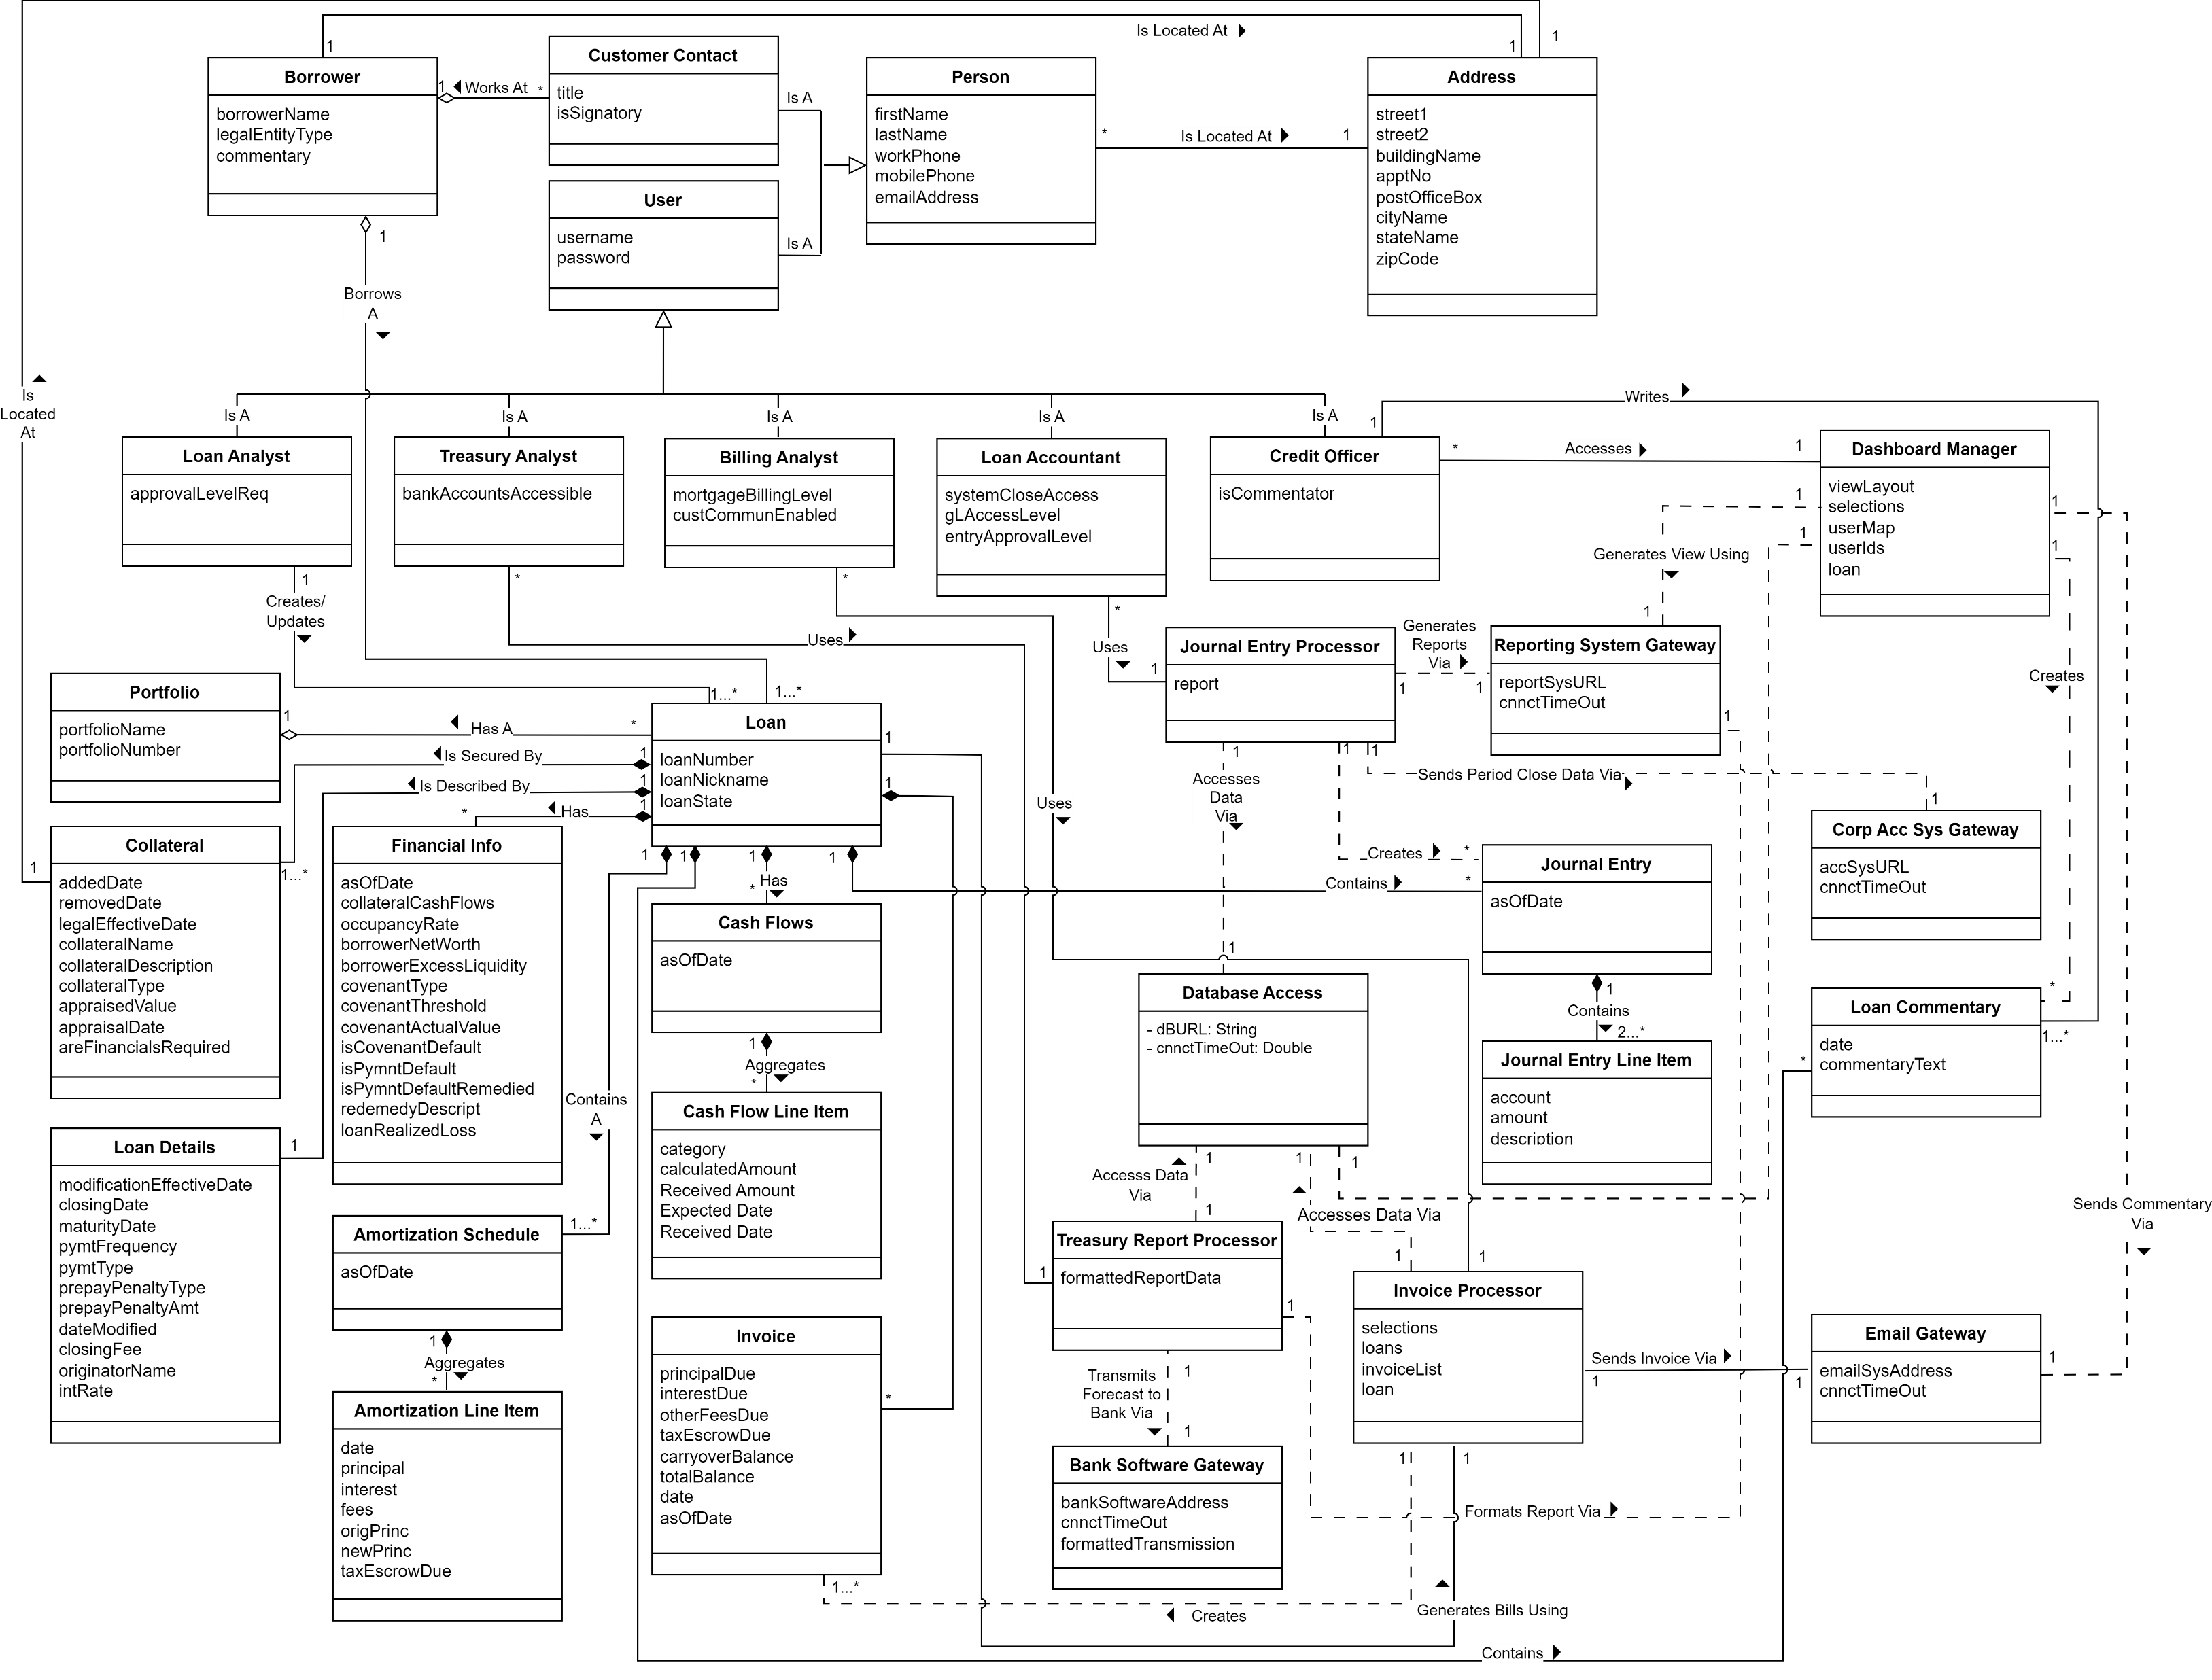 Is Located At
1
1
1
Borrower
borrowerName
legalEntityType
commentary
1
Works At
*
Customer Contact
title
isSignatory
Is A
User
username
password
Is A
Person
firstName
lastName
workPhone
mobilePhone
emailAddress
*
Is Located At
1
Address
street1
street2
buildingName
apptNo
postOfficeBox
cityName
stateName
zipCode
1
Borrows
A
Is
Located
At
Is A
Is A
Is A
Is A
Is A
Writes
1
Loan Analyst
approvalLevelReq
Treasury Analyst
bankAccountsAccessible
Billing Analyst
mortgageBillingLevel
custCommunEnabled
Loan Accountant
systemCloseAccess
gLAccessLevel
entryApprovalLevel
Credit Officer
isCommentator
*
Accesses
1
Dashboard Manager
viewLayout
selections
userMap
userIds
loan
1
1
1
1
Generates View Using
1
1
Creates/
Updates
*
*
*
Uses
Uses
1
Journal Entry Processor
report
Generates
Reports
Via
1
1
Reporting System Gateway
reportSysURL
cnnctTimeOut
1
Creates
1...*
1...*
Portfolio
portfolioName
portfolioNumber
1
Has A
*
Loan
loanNumber
loanNickname
loanState
1
1
Is Secured By
1
Is Described By
1
Has
1
*
1
Accesses
Data
Via
1
1
Sends Period Close Data Via
1
Uses
Corp Acc Sys Gateway
accSysURL
cnnctTimeOut
1
Collateral
addedDate
removedDate
legalEffectiveDate
collateralName
collateralDescription
collateralType
appraisedValue
appraisalDate
areFinancialsRequired
1...*
Financial Info
asOfDate
collateralCashFlows
occupancyRate
borrowerNetWorth
borrowerExcessLiquidity
covenantType
covenantThreshold
covenantActualValue
isCovenantDefault
isPymntDefault
isPymntDefaultRemedied
redemedyDescript
loanRealizedLoss
1
1
1
1
Has
*
Cash Flows
asOfDate
Creates
*
Contains
*
Journal Entry
asOfDate
1
Database Access
- dBURL: String
- cnnctTimeOut: Double
1
Contains
2...*
Journal Entry Line Item
account
amount
description
*
Loan Commentary
date
commentaryText
1...*
*
1
Aggregates
*
Cash Flow Line Item
category
calculatedAmount
Received Amount
Expected Date
Received Date
Contains
A
1...*
1
Loan Details
modificationEffectiveDate
closingDate
maturityDate
pymtFrequency
pymtType
prepayPenaltyType
prepayPenaltyAmt
dateModified
closingFee
originatorName
intRate
Amortization Schedule
asOfDate
1
Aggregates
*
Amortization Line Item
date
principal
interest
fees
origPrinc
newPrinc
taxEscrowDue
Invoice
principalDue
interestDue
otherFeesDue
taxEscrowDue
carryoverBalance
totalBalance
date
asOfDate
*
1...*
1
1
1
Accesss Data
Via
1
Accesses Data Via
1
1
Sends Commentary
Via
Treasury Report Processor
formattedReportData
1
1
Invoice Processor
selections
loans
invoiceList
loan
Sends Invoice Via
1
1
Email Gateway
emailSysAddress
cnnctTimeOut
1
Transmits
Forecast to
Bank Via
1
1
Bank Software Gateway
bankSoftwareAddress
cnnctTimeOut
formattedTransmission
1
1
Formats Report Via
Creates
Generates Bills Using
Contains